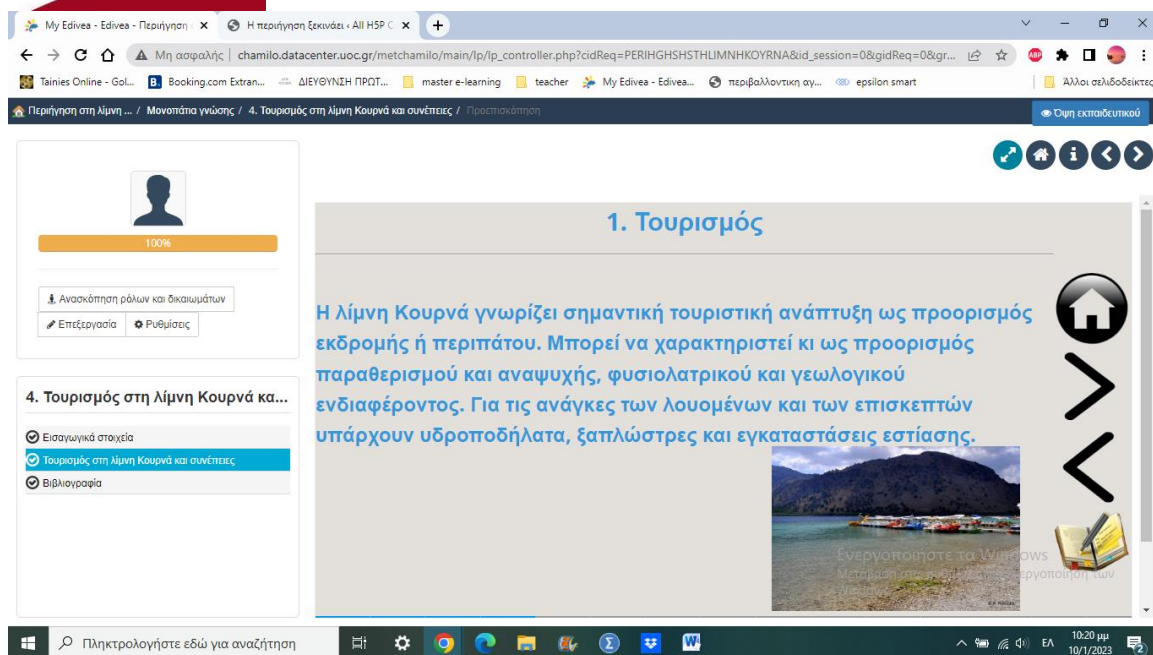 My Edivea - Edivea - Περιήγηση
Η περιήγηση ξεκινάει ‹ All H5P C
Μη ασφαλής
chamilo.datacenter.uoc.gr/metchamilo/main/lp/lp_controller.php?cidReq=PERIHGHSHSTHLIMNHKOYRNA&id_session=0&gidReq=0&gr...
Tainies Online - Gol...
Booking.com Extran...
ΔΙΕΥΘΥΝΣΗ ΠΡΩΤ...
master e-learning
teacher
My Edivea - Edivea...
περιβαλλοντικη αγ...
epsilon smart
Άλλοι σελιδοδείκτες
Περιήγηση στη λίμνη ... / Μονοπάτια γνώσης / 4. Τουρισμός στη λίμνη Κουρνά και συνέπειες / Προεπισκόπηση
Όψη εκπαιδευτικού
100%
Ανασκόπηση ρόλων και δικαιωμάτων
Επεξεργασία
Ρυθμίσεις
4. Τουρισμός στη λίμνη Κουρνά κα...
Εισαγωγικά στοιχεία
Τουρισμός στη λίμνη Κουρνά και συνέπειες
Βιβλιογραφία
1. Τουρισμός
Η λίμνη Κουρνά γνωρίζει σημαντική τουριστική ανάπτυξη ως προορισμός
εκδρομής ή περιπάτου. Μπορεί να χαρακτηριστεί κι ως προορισμός
παραθερισμού και αναψυχής, φυσιολατρικού και γεωλογικού
ενδιαφέροντος. Για τις ανάγκες των λουομένων και των επισκεπτών
υπάρχουν υδροποδήλατα, ξαπλώστρες και εγκαταστάσεις εστίασης.
Ενεργοποιήστε τα Windows
Πληκτρολογήστε εδώ για αναζήτηση
ΕΛ
10:20 μμ
10/1/2023